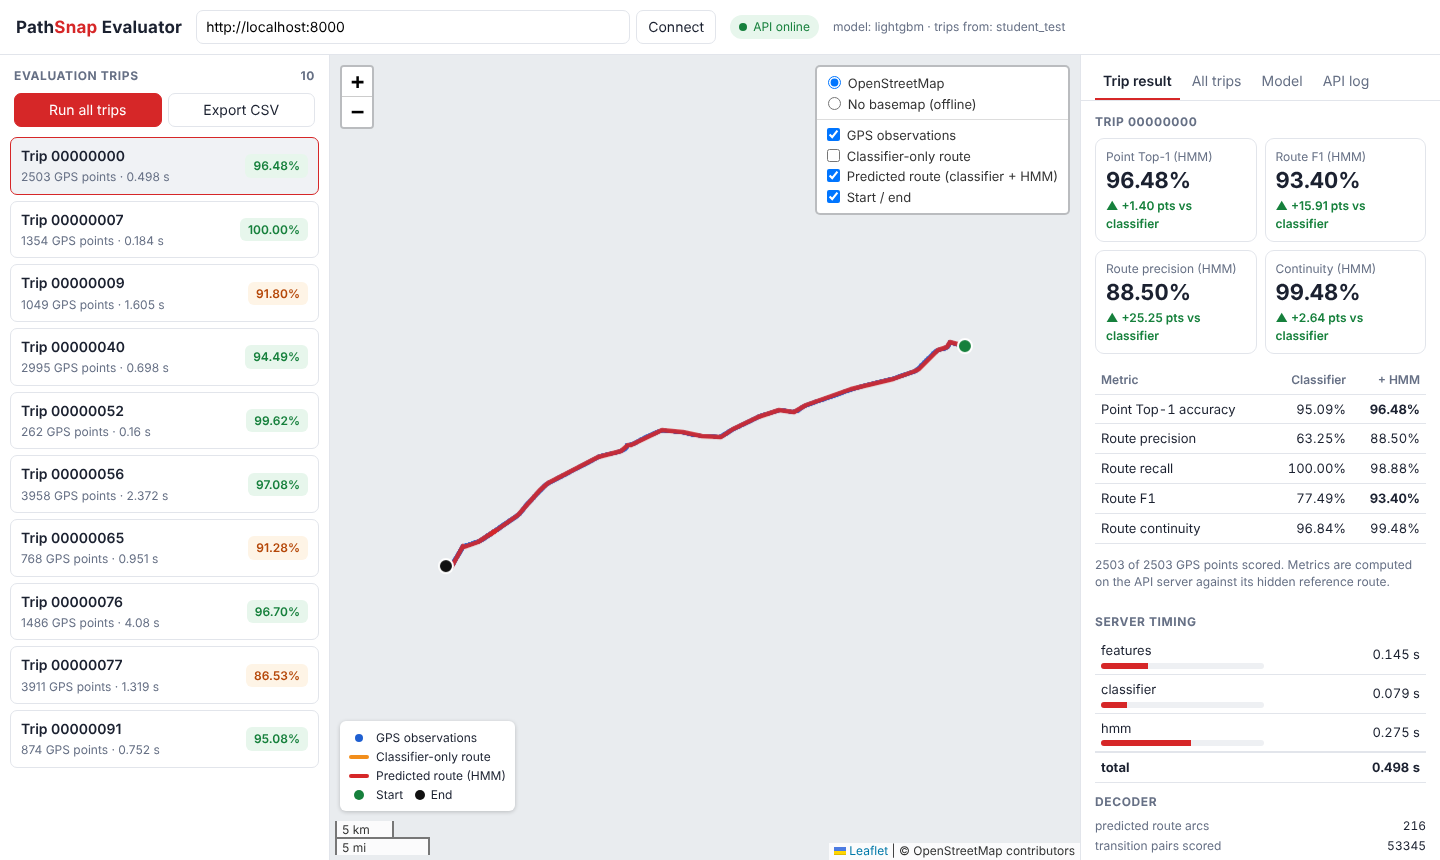 PathSnap Evaluator
http://localhost:8000
Connect
API online
model: lightgbm · trips from: student_test
EVALUATION TRIPS 10
Run all trips
Export CSV
Trip 00000000
2503 GPS points · 0.498 s
96.48%
Trip 00000007
1354 GPS points · 0.184 s
100.00%
Trip 00000009
1049 GPS points · 1.605 s
91.80%
Trip 00000040
2995 GPS points · 0.698 s
94.49%
Trip 00000052
262 GPS points · 0.16 s
99.62%
Trip 00000056
3958 GPS points · 2.372 s
97.08%
Trip 00000065
768 GPS points · 0.951 s
91.28%
Trip 00000076
1486 GPS points · 4.08 s
96.70%
Trip 00000077
3911 GPS points · 1.319 s
86.53%
Trip 00000091
874 GPS points · 0.752 s
95.08%
+
−
OpenStreetMap
No basemap (offline)
GPS observations
Classifier-only route
Predicted route (classifier + HMM)
Start / end
GPS observations
Classifier-only route
Predicted route (HMM)
Start End
5 km
5 mi
Leaflet | © OpenStreetMap contributors
Trip result All trips Model API log
TRIP 00000000
Point Top-1 (HMM)
96.48%
▲ +1.40 pts vs
classifier
Route F1 (HMM)
93.40%
▲ +15.91 pts vs
classifier
Route precision (HMM)
88.50%
▲ +25.25 pts vs
classifier
Continuity (HMM)
99.48%
▲ +2.64 pts vs
classifier
Metric Classifier + HMM
Point Top-1 accuracy 95.09% 96.48%
Route precision 63.25% 88.50%
Route recall 100.00% 98.88%
Route F1 77.49% 93.40%
Route continuity 96.84% 99.48%
2503 of 2503 GPS points scored. Metrics are computed
on the API server against its hidden reference route.
SERVER TIMING
features 0.145 s
classifier 0.079 s
hmm 0.275 s
total 0.498 s
DECODER
predicted route arcs 216
transition pairs scored 53345